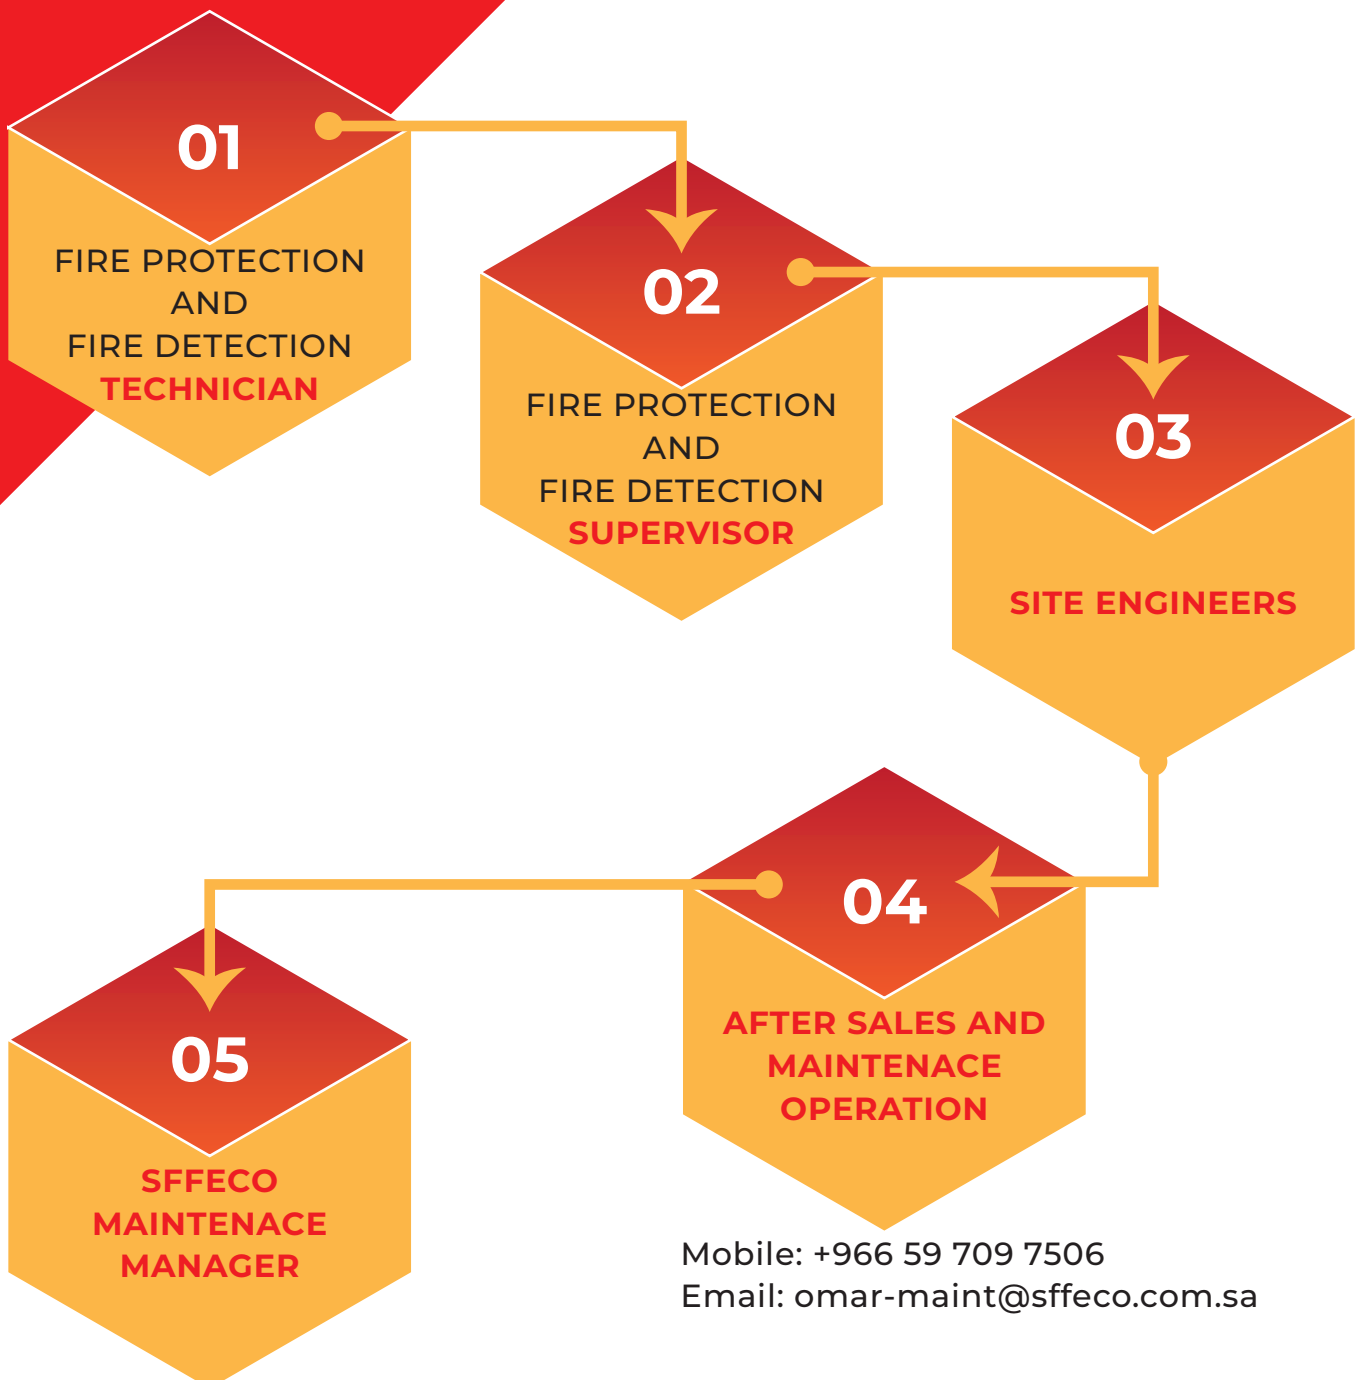 01
FIRE PROTECTION
AND
FIRE DETECTION
TECHNICIAN
02
FIRE PROTECTION
AND
FIRE DETECTION
SUPERVISOR
03
SITE ENGINEERS
04
AFTER SALES AND
MAINTENACE
OPERATION
Mobile: +966 59 709 7506
Email: omar-maint@sffeco.com.sa
05
SFFECO
MAINTENACE
MANAGER